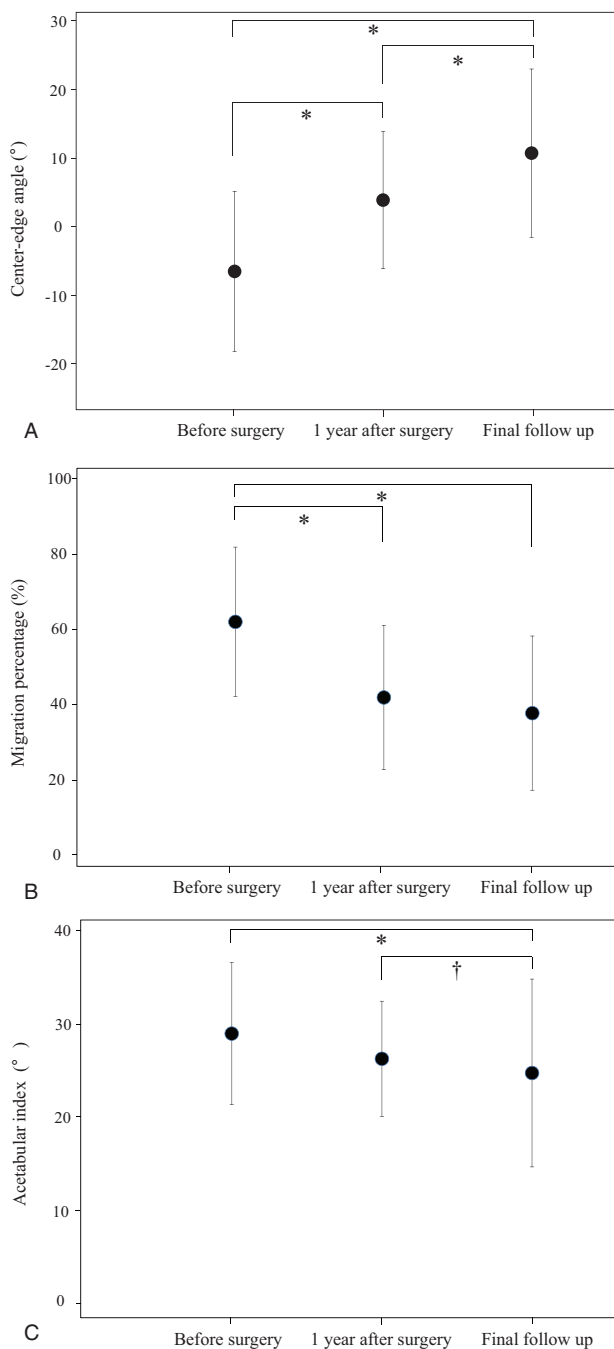 30
*
20
*
*
10
0
-10
-20
Center-edge angle (°)
A
Before surgery 1 year after surgery Final follow up
100
*
*
80
60
40
20
0
Migration percentage (%)
B
Before surgery 1 year after surgery Final follow up
40
*
†
30
20
10
0
Acetabular index (° )
C
Before surgery 1 year after surgery Final follow up